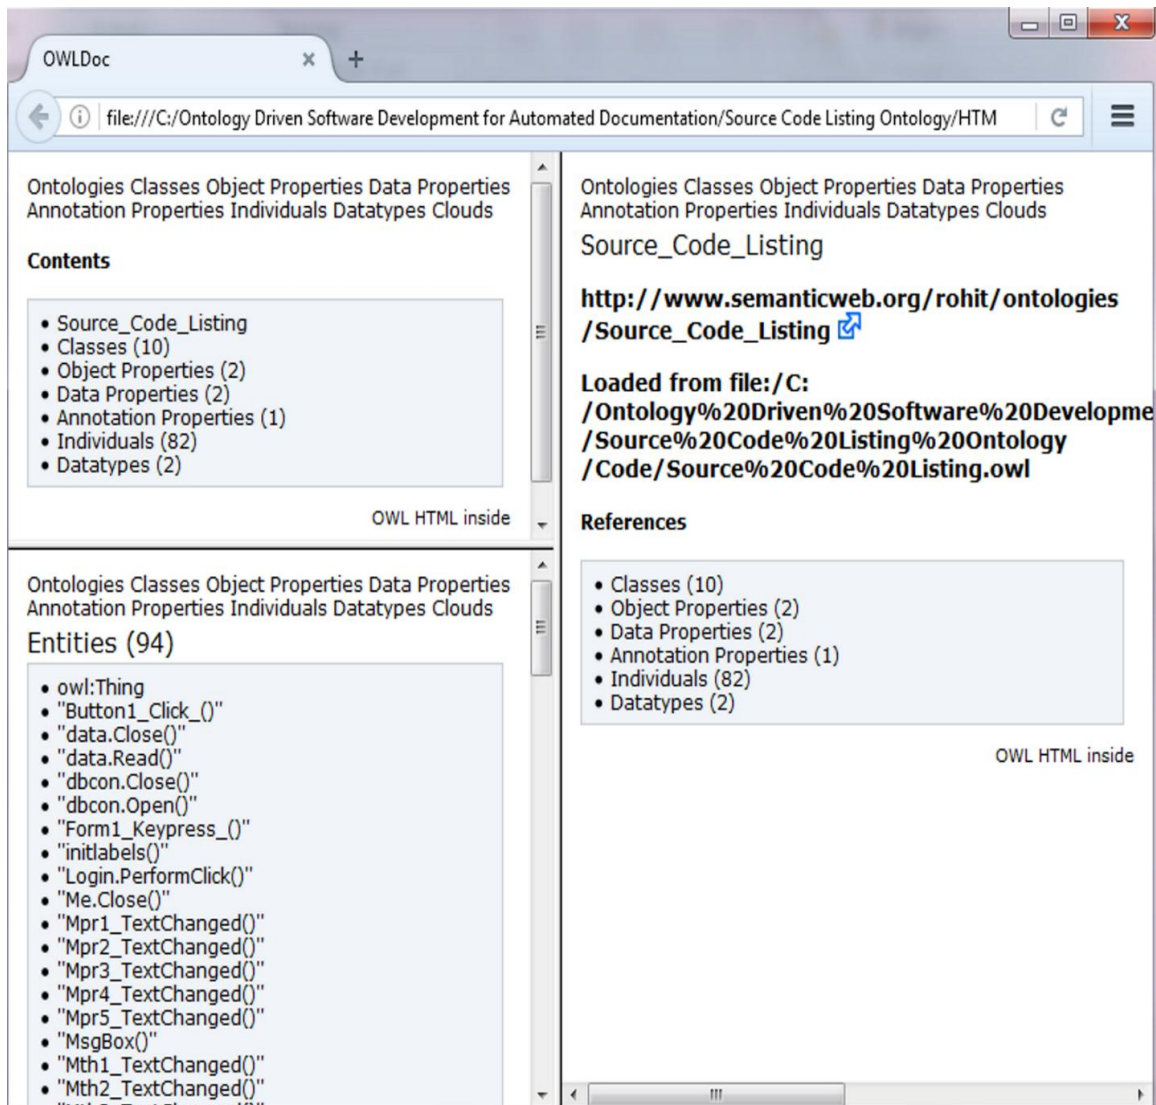 OWLDoc
file:///C:/Ontology Driven Software Development for Automated Documentation/Source Code Listing Ontology/HTM
Ontologies Classes Object Properties Data Properties
Annotation Properties Individuals Datatypes Clouds
Contents
• Source_Code_Listing
• Classes (10)
• Object Properties (2)
• Data Properties (2)
• Annotation Properties (1)
• Individuals (82)
• Datatypes (2)
OWL HTML inside
Ontologies Classes Object Properties Data Properties
Annotation Properties Individuals Datatypes Clouds
Entities (94)
• owl:Thing
• "Button1_Click_()"
• "data.Close()"
• "data.Read()"
• "dbcon.Close()"
• "dbcon.Open()"
• "Form1_Keypress_()"
• "initlabels()"
• "Login.PerformClick()"
• "Me.Close()"
• "Mpr1_TextChanged()"
• "Mpr2_TextChanged()"
• "Mpr3_TextChanged()"
• "Mpr4_TextChanged()"
• "Mpr5_TextChanged()"
• "MsgBox()"
• "Mth1_TextChanged()"
• "Mth2_TextChanged()"
Ontologies Classes Object Properties Data Properties
Annotation Properties Individuals Datatypes Clouds
Source_Code_Listing
http://www.semanticweb.org/rohit/ontologies
/Source_Code_Listing
Loaded from file:/C:
/Ontology%20Driven%20Software%20Developme
/Source%20Code%20Listing%20Ontology
/Code/Source%20Code%20Listing.owl
References
• Classes (10)
• Object Properties (2)
• Data Properties (2)
• Annotation Properties (1)
• Individuals (82)
• Datatypes (2)
OWL HTML inside